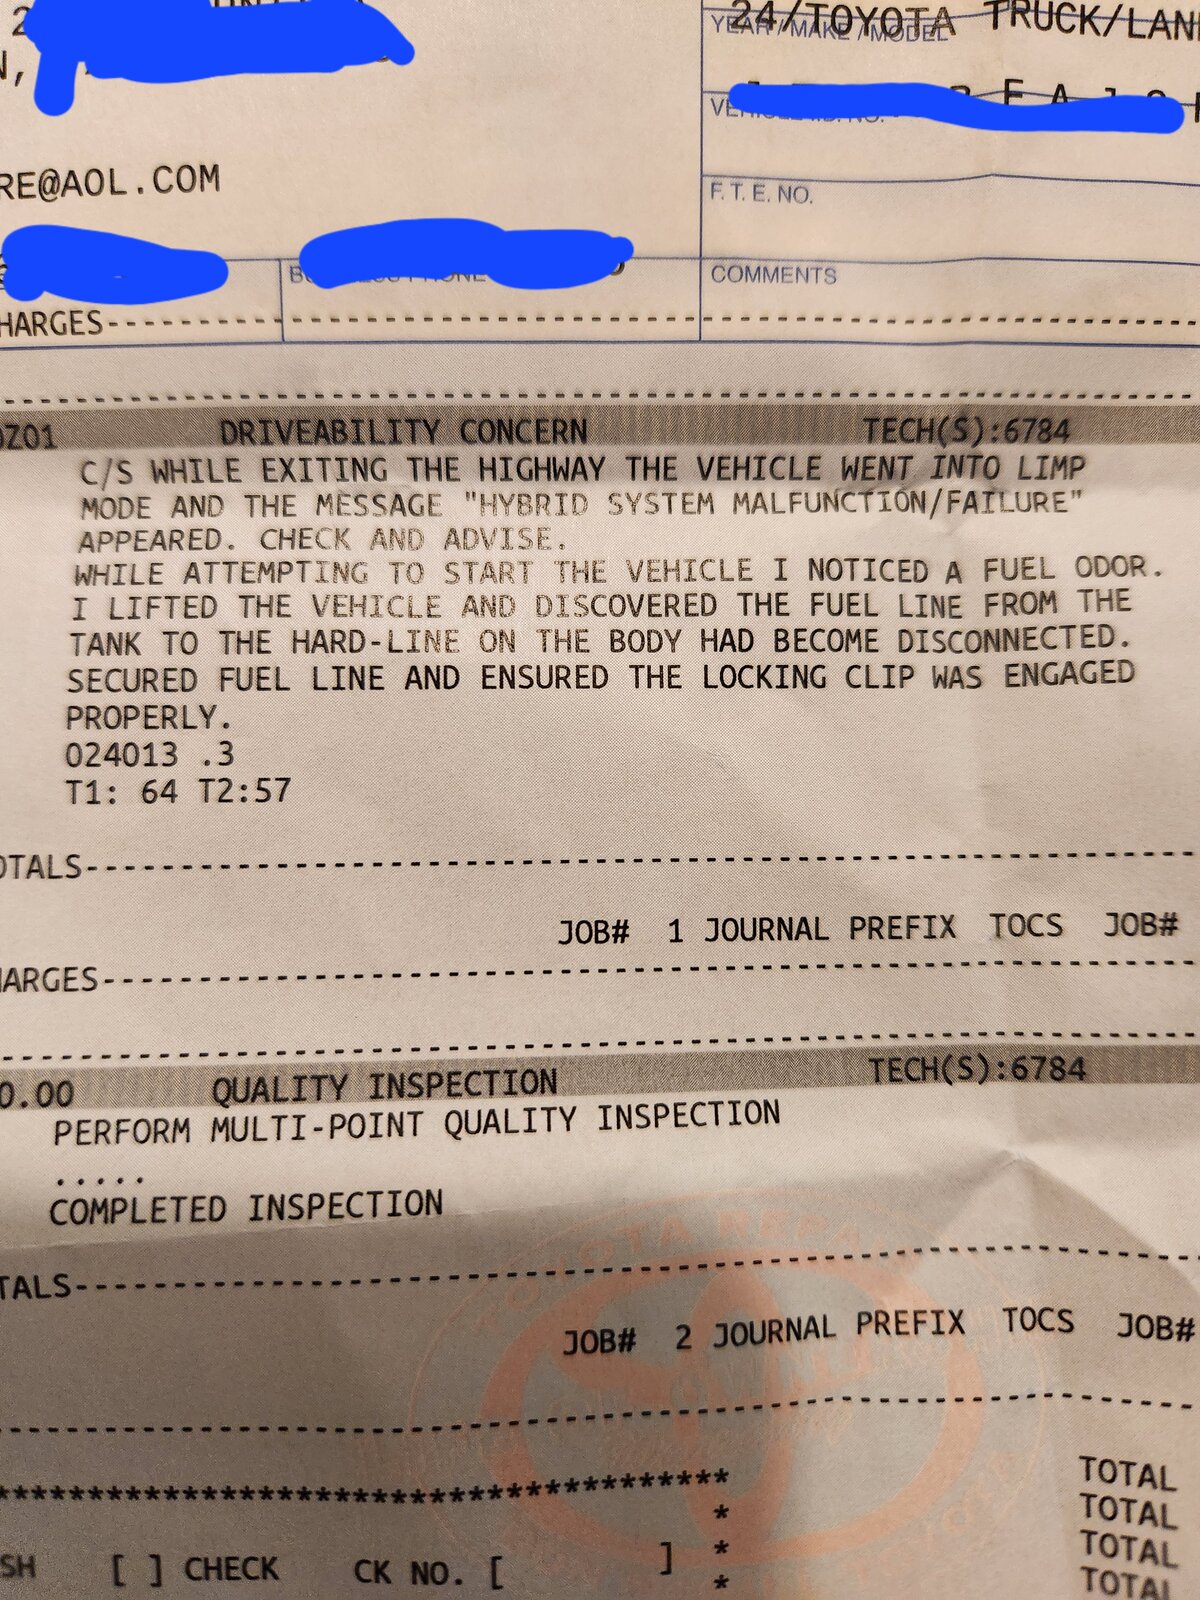 24/TOYOTA TRUCK/LAN
YEAR / MAKE / MODEL
RE@AOL.COM
F. T. E. NO.
COMMENTS
HARGES
0Z01 DRIVEABILITY CONCERN TECH(S):6784
C/S WHILE EXITING THE HIGHWAY THE VEHICLE WENT INTO LIMP
MODE AND THE MESSAGE "HYBRID SYSTEM MALFUNCTION/FAILURE"
APPEARED. CHECK AND ADVISE.
WHILE ATTEMPTING TO START THE VEHICLE I NOTICED A FUEL ODOR.
I LIFTED THE VEHICLE AND DISCOVERED THE FUEL LINE FROM THE
TANK TO THE HARD-LINE ON THE BODY HAD BECOME DISCONNECTED.
SECURED FUEL LINE AND ENSURED THE LOCKING CLIP WAS ENGAGED
PROPERLY.
024013 .3
T1: 64 T2:57
OTALS
JOB# 1 JOURNAL PREFIX TOCS JOB#
HARGES
0.00 QUALITY INSPECTION TECH(S):6784
PERFORM MULTI-POINT QUALITY INSPECTION
.....
COMPLETED INSPECTION
TALS
JOB# 2 JOURNAL PREFIX TOCS JOB#
TOTAL
TOTAL
TOTAL
SH [ ] CHECK CK NO. [ ] *
TOTAL